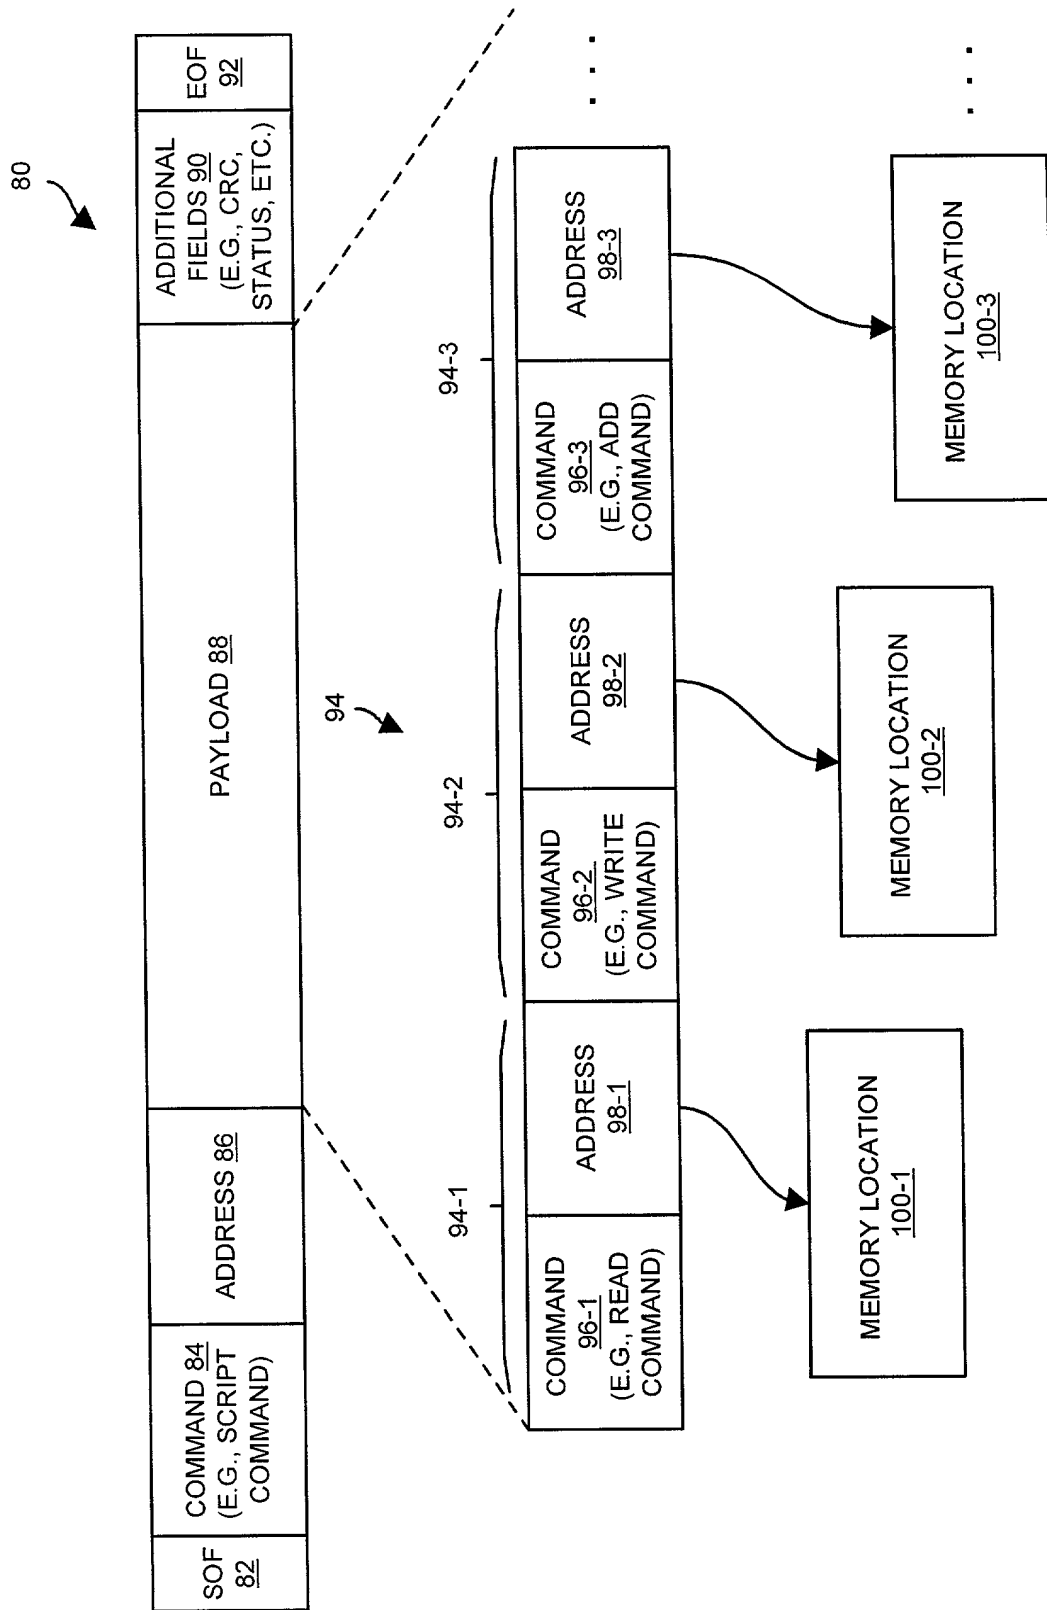 80
SOF
82
COMMAND 84
(E.G., SCRIPT
COMMAND)
ADDRESS 86
PAYLOAD 88
ADDITIONAL
FIELDS 90
(E.G., CRC,
STATUS, ETC.)
EOF
92
94
94-1
94-2
94-3
COMMAND
96-1
(E.G., READ
COMMAND)
ADDRESS
98-1
COMMAND
96-2
(E.G., WRITE
COMMAND)
ADDRESS
98-2
COMMAND
96-3
(E.G., ADD
COMMAND)
ADDRESS
98-3
. . .
MEMORY LOCATION
100-1
MEMORY LOCATION
100-2
MEMORY LOCATION
100-3
. . .